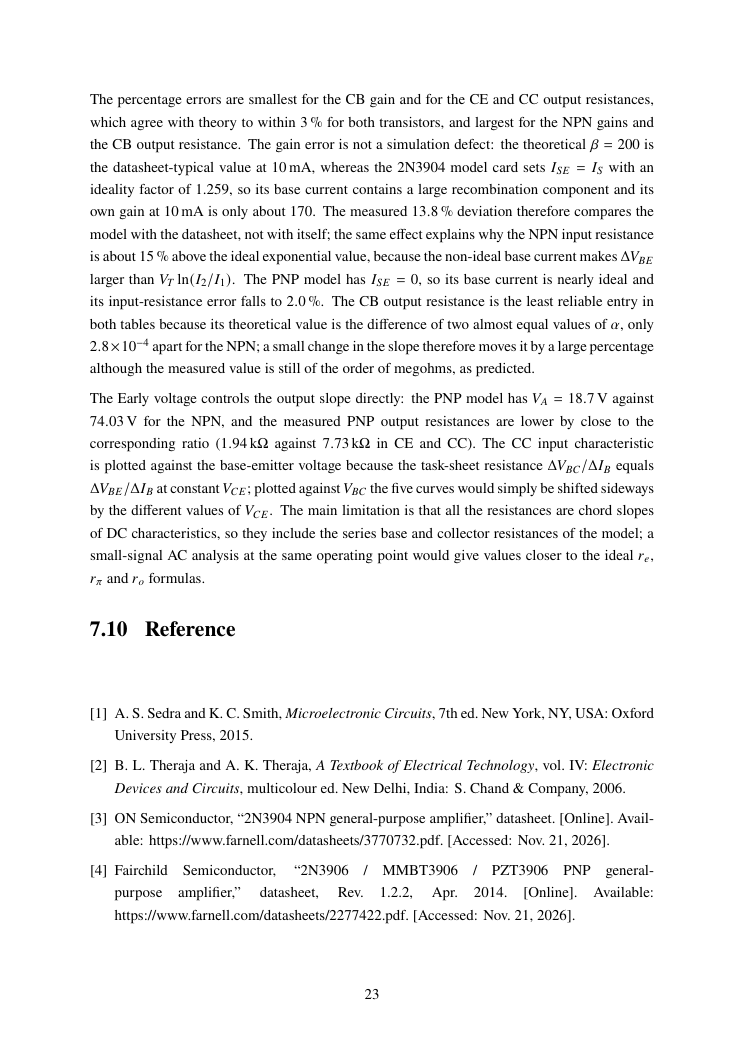 The percentage errors are smallest for the CB gain and for the CE and CC output resistances,
which agree with theory to within 3 % for both transistors, and largest for the NPN gains and
the CB output resistance. The gain error is not a simulation defect: the theoretical β = 200 is
the datasheet-typical value at 10 mA, whereas the 2N3904 model card sets I_SE = I_S with an
ideality factor of 1.259, so its base current contains a large recombination component and its
own gain at 10 mA is only about 170. The measured 13.8 % deviation therefore compares the
model with the datasheet, not with itself; the same effect explains why the NPN input resistance
is about 15 % above the ideal exponential value, because the non-ideal base current makes ΔV_BE
larger than V_T ln(I_2/I_1). The PNP model has I_SE = 0, so its base current is nearly ideal and
its input-resistance error falls to 2.0 %. The CB output resistance is the least reliable entry in
both tables because its theoretical value is the difference of two almost equal values of α, only
2.8×10⁻⁴ apart for the NPN; a small change in the slope therefore moves it by a large percentage
although the measured value is still of the order of megohms, as predicted.
The Early voltage controls the output slope directly: the PNP model has V_A = 18.7 V against
74.03 V for the NPN, and the measured PNP output resistances are lower by close to the
corresponding ratio (1.94 kΩ against 7.73 kΩ in CE and CC). The CC input characteristic
is plotted against the base-emitter voltage because the task-sheet resistance ΔV_BC/ΔI_B equals
ΔV_BE/ΔI_B at constant V_CE; plotted against V_BC the five curves would simply be shifted sideways
by the different values of V_CE. The main limitation is that all the resistances are chord slopes
of DC characteristics, so they include the series base and collector resistances of the model; a
small-signal AC analysis at the same operating point would give values closer to the ideal r_e,
r_π and r_o formulas.
7.10 Reference
[1] A. S. Sedra and K. C. Smith, Microelectronic Circuits, 7th ed. New York, NY, USA: Oxford
University Press, 2015.
[2] B. L. Theraja and A. K. Theraja, A Textbook of Electrical Technology, vol. IV: Electronic
Devices and Circuits, multicolour ed. New Delhi, India: S. Chand & Company, 2006.
[3] ON Semiconductor, “2N3904 NPN general-purpose amplifier,” datasheet. [Online]. Avail-
able: https://www.farnell.com/datasheets/3770732.pdf. [Accessed: Nov. 21, 2026].
[4] Fairchild Semiconductor, “2N3906 / MMBT3906 / PZT3906 PNP general-
purpose amplifier,” datasheet, Rev. 1.2.2, Apr. 2014. [Online]. Available:
https://www.farnell.com/datasheets/2277422.pdf. [Accessed: Nov. 21, 2026].
23